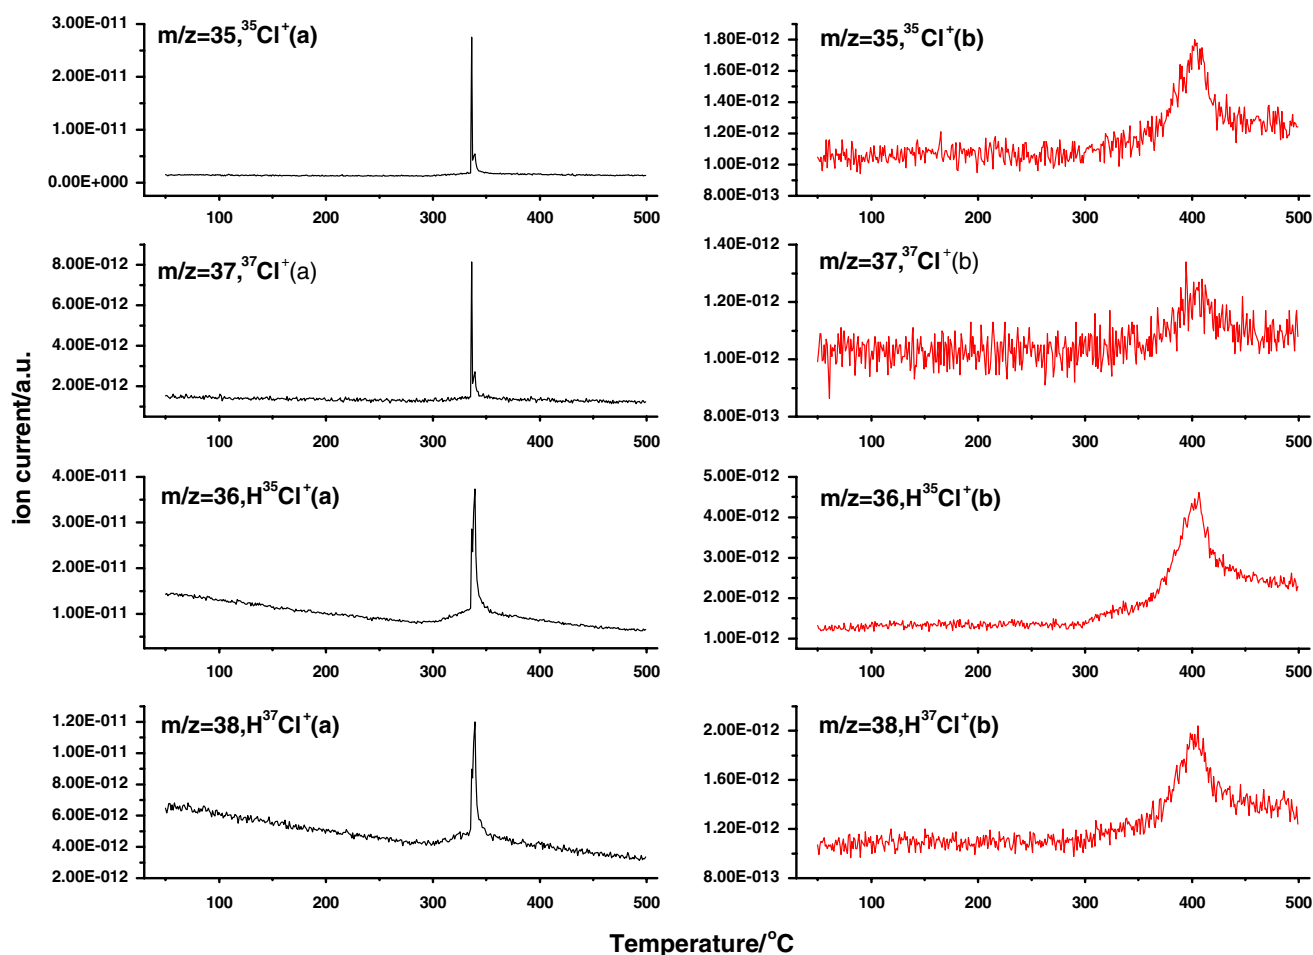 ion current/a.u.
m/z=35,³⁵Cl⁺(a)
3.00E-011
2.00E-011
1.00E-011
0.00E+000
100 200 300 400 500
m/z=35,³⁵Cl⁺(b)
1.80E-012
1.60E-012
1.40E-012
1.20E-012
1.00E-012
8.00E-013
100 200 300 400 500
m/z=37,³⁷Cl⁺(a)
8.00E-012
6.00E-012
4.00E-012
2.00E-012
100 200 300 400 500
m/z=37,³⁷Cl⁺(b)
1.40E-012
1.20E-012
1.00E-012
8.00E-013
100 200 300 400 500
m/z=36,H³⁵Cl⁺(a)
4.00E-011
3.00E-011
2.00E-011
1.00E-011
100 200 300 400 500
m/z=36,H³⁵Cl⁺(b)
5.00E-012
4.00E-012
3.00E-012
2.00E-012
1.00E-012
100 200 300 400 500
m/z=38,H³⁷Cl⁺(a)
1.20E-011
1.00E-011
8.00E-012
6.00E-012
4.00E-012
2.00E-012
100 200 300 400 500
m/z=38,H³⁷Cl⁺(b)
2.00E-012
1.60E-012
1.20E-012
8.00E-013
100 200 300 400 500
Temperature/°C